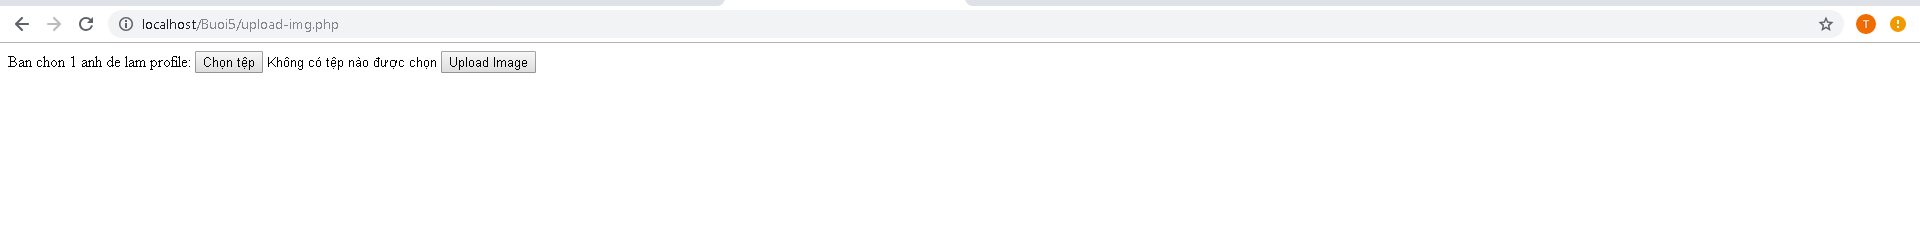 localhost/Buoi5/upload-img.php
T
Ban chon 1 anh de lam profile: Chọn tệp Không có tệp nào được chọn Upload Image